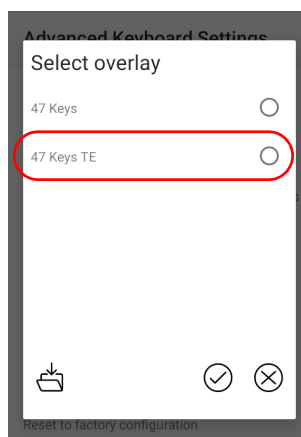 Advanced Keyboard Settings
Select overlay
47 Keys
47 Keys TE
Reset to factory configuration